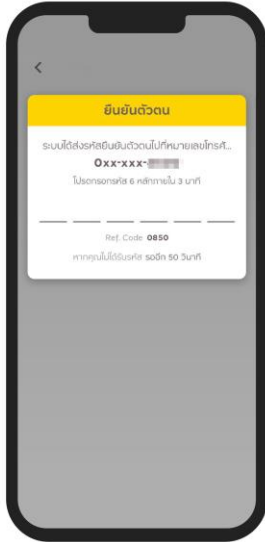 ยืนยันตัวตน
ระบบได้ส่งรหัสยืนยันตัวตนไปที่หมายเลขโทรศั...
0xx-xxx-
โปรดกรอกรหัส 6 หลักภายใน 3 นาที
Ref. Code 0850
หากคุณไม่ได้รับรหัส รออีก 50 วินาที